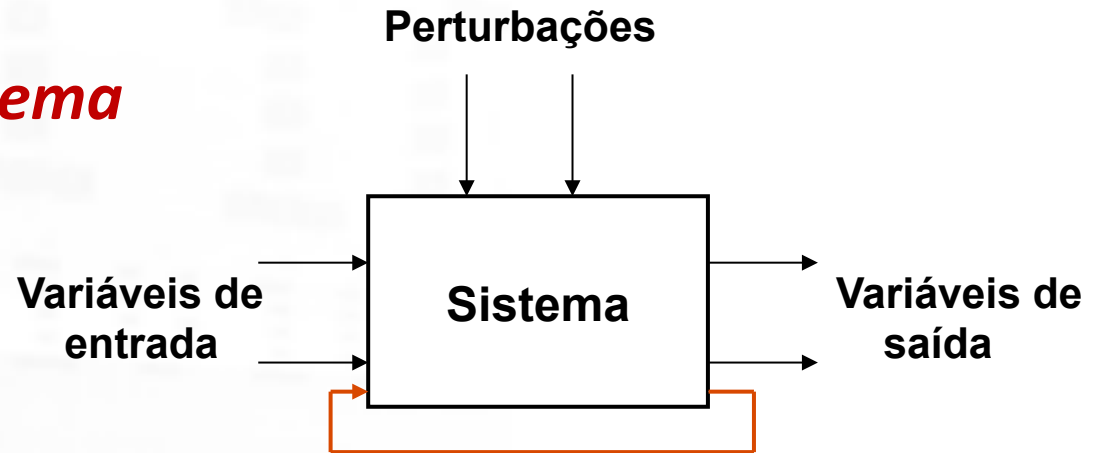 Perturbações
ema
Variáveis de
entrada
Sistema
Variáveis de
saída